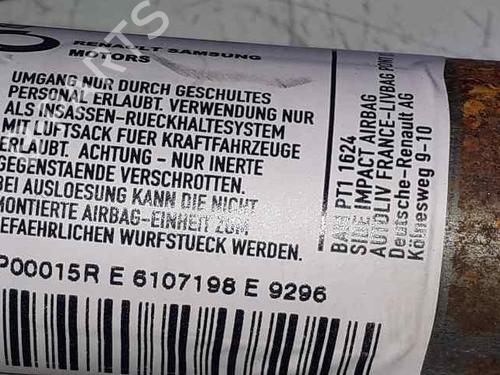 RENAULT SAMSUNG
MOTORS
UMGANG NUR DURCH GESCHULTES
PERSONAL ERLAUBT. VERWENDUNG NUR
ALS INSASSEN-RUECKHALTESYSTEM
MIT LUFTSACK FUER KRAFTFAHRZEUGE
ERLAUBT. ACHTUNG - NUR INERTE
GEGENSTAENDE VERSCHROTTEN.
BEI AUSLOESUNG KANN DIE NICHT
MONTIERTE AIRBAG-EINHEIT ZUM
GEFAEHRLICHEN WURFSTUECK WERDEN.
P00015R E 6107198 E 9296
BAM PT1 1624
SIDE IMPACT AIRBAG
AUTOLIV FRANCE-LIVBAG PONT D
Deutsche-Renault AG
Kölnesweg 9-10